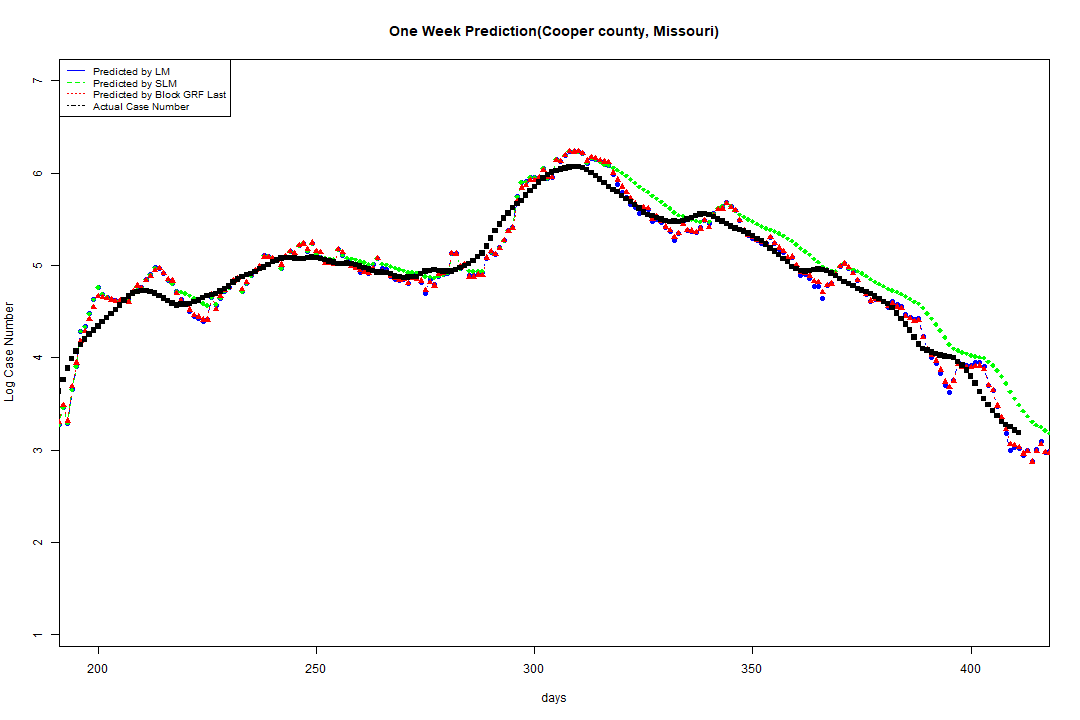 One Week Prediction(Cooper county, Missouri)
Predicted by LM
Predicted by SLM
Predicted by Block GRF Last
Actual Case Number
7
6
5
4
3
2
1
Log Case Number
200 250 300 350 400
days